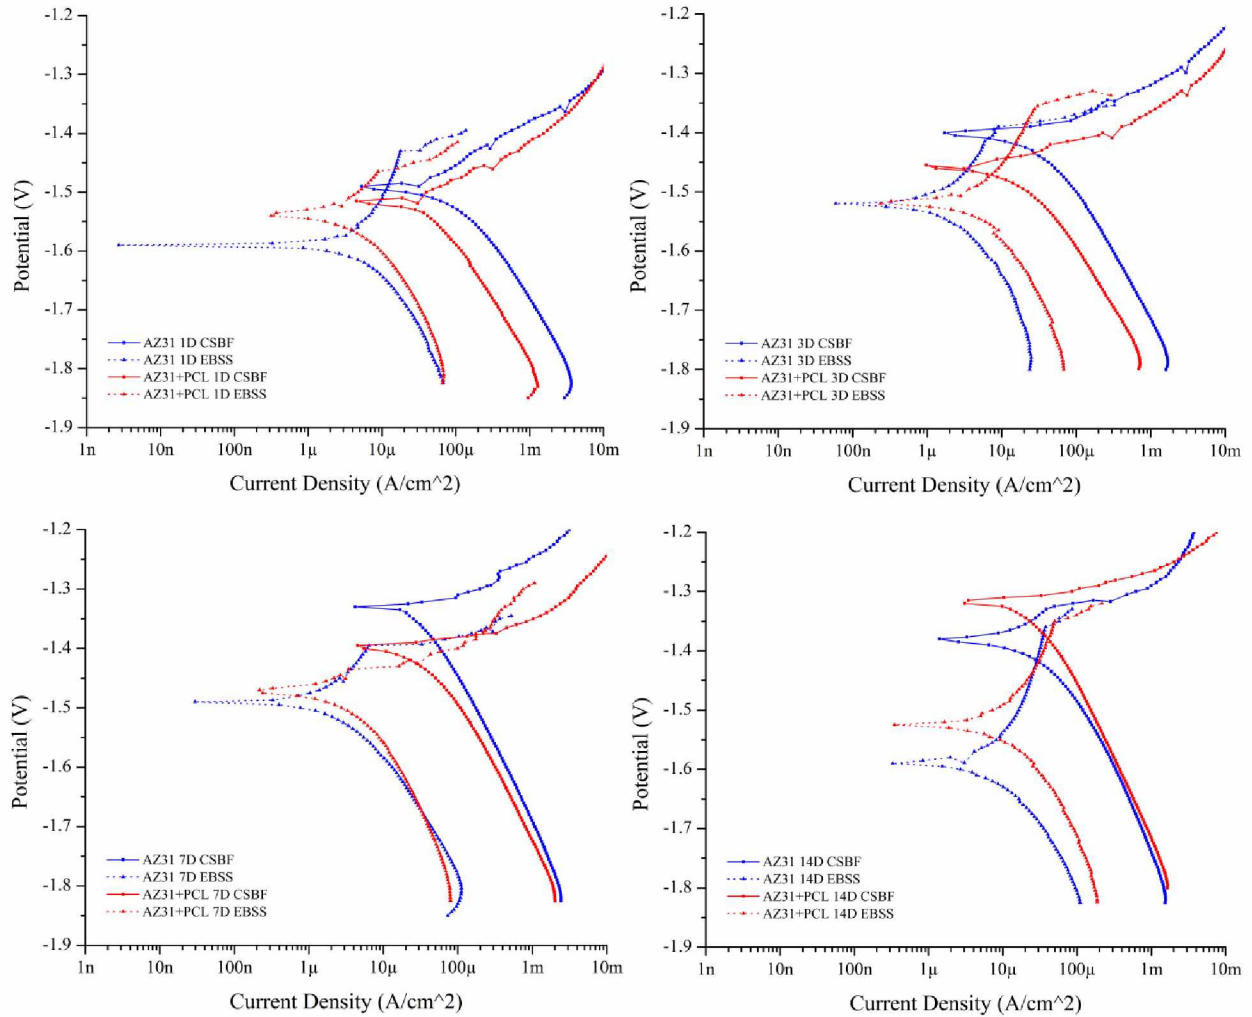 -1.2
-1.3
-1.4
-1.5
-1.6
-1.7
-1.8
-1.9
Potential (V)
AZ31 1D CSBF
AZ31 1D EBSS
AZ31+PCL 1D CSBF
AZ31+PCL 1D EBSS
1n 10n 100n 1µ 10µ 100µ 1m 10m
Current Density (A/cm^2)
-1.2
-1.3
-1.4
-1.5
-1.6
-1.7
-1.8
-1.9
Potential (V)
AZ31 3D CSBF
AZ31 3D EBSS
AZ31+PCL 3D CSBF
AZ31+PCL 3D EBSS
1n 10n 100n 1µ 10µ 100µ 1m 10m
Current Density (A/cm^2)
-1.2
-1.3
-1.4
-1.5
-1.6
-1.7
-1.8
-1.9
Potential (V)
AZ31 7D CSBF
AZ31 7D EBSS
AZ31+PCL 7D CSBF
AZ31+PCL 7D EBSS
1n 10n 100n 1µ 10µ 100µ 1m 10m
Current Density (A/cm^2)
-1.2
-1.3
-1.4
-1.5
-1.6
-1.7
-1.8
-1.9
Potential (V)
AZ31 14D CSBF
AZ31 14D EBSS
AZ31+PCL 14D CSBF
AZ31+PCL 14D EBSS
1n 10n 100n 1µ 10µ 100µ 1m 10m
Current Density (A/cm^2)